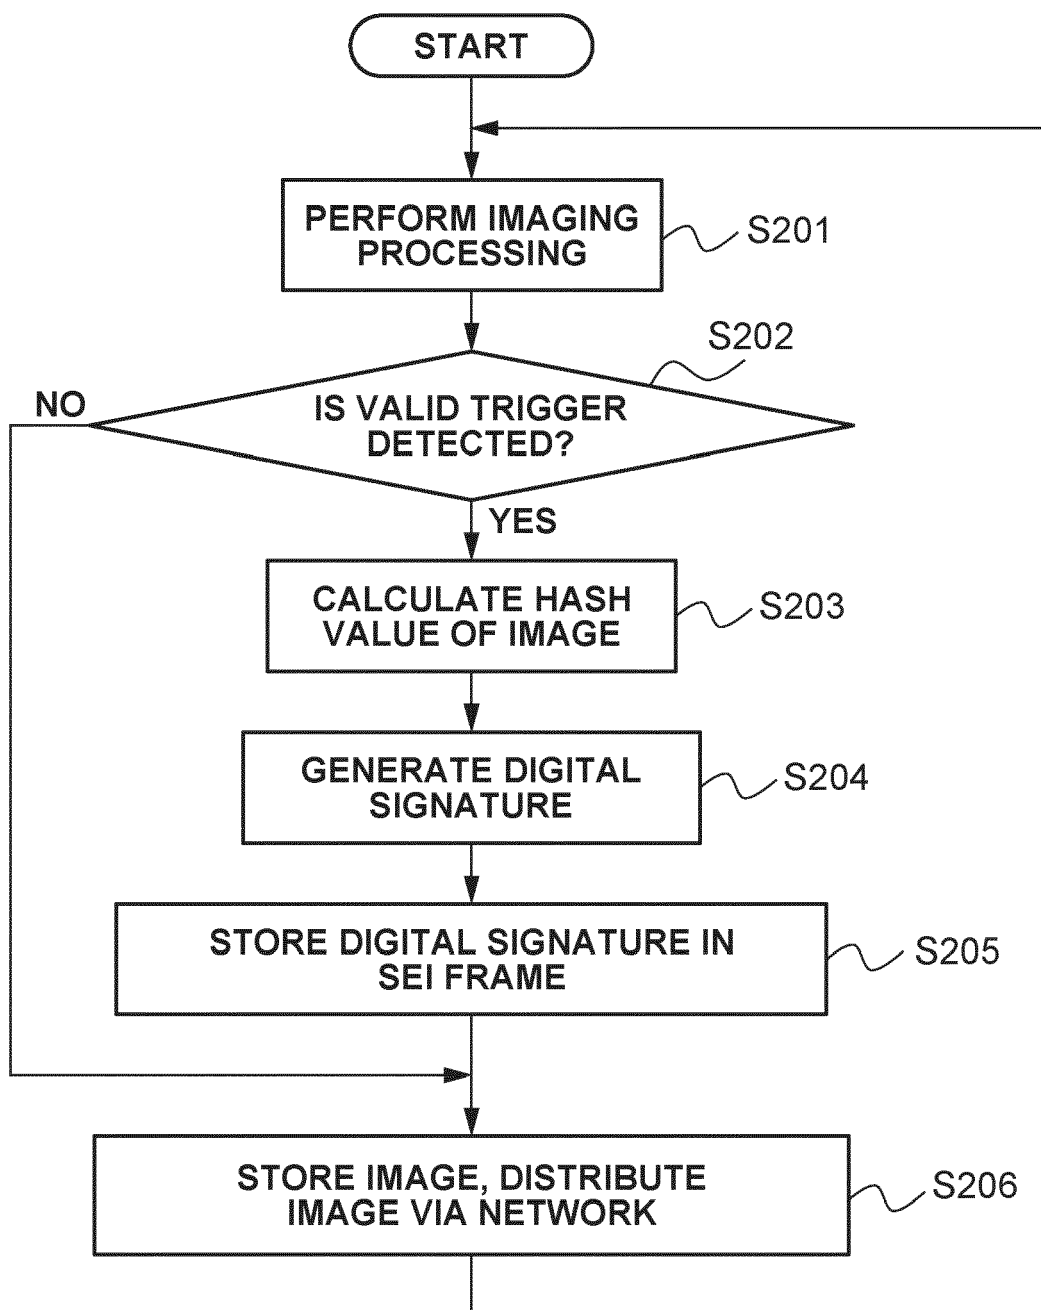 START
PERFORM IMAGING
PROCESSING
S201
S202
NO
IS VALID TRIGGER
DETECTED?
YES
CALCULATE HASH
VALUE OF IMAGE
S203
GENERATE DIGITAL
SIGNATURE
S204
STORE DIGITAL SIGNATURE IN
SEI FRAME
S205
STORE IMAGE, DISTRIBUTE
IMAGE VIA NETWORK
S206